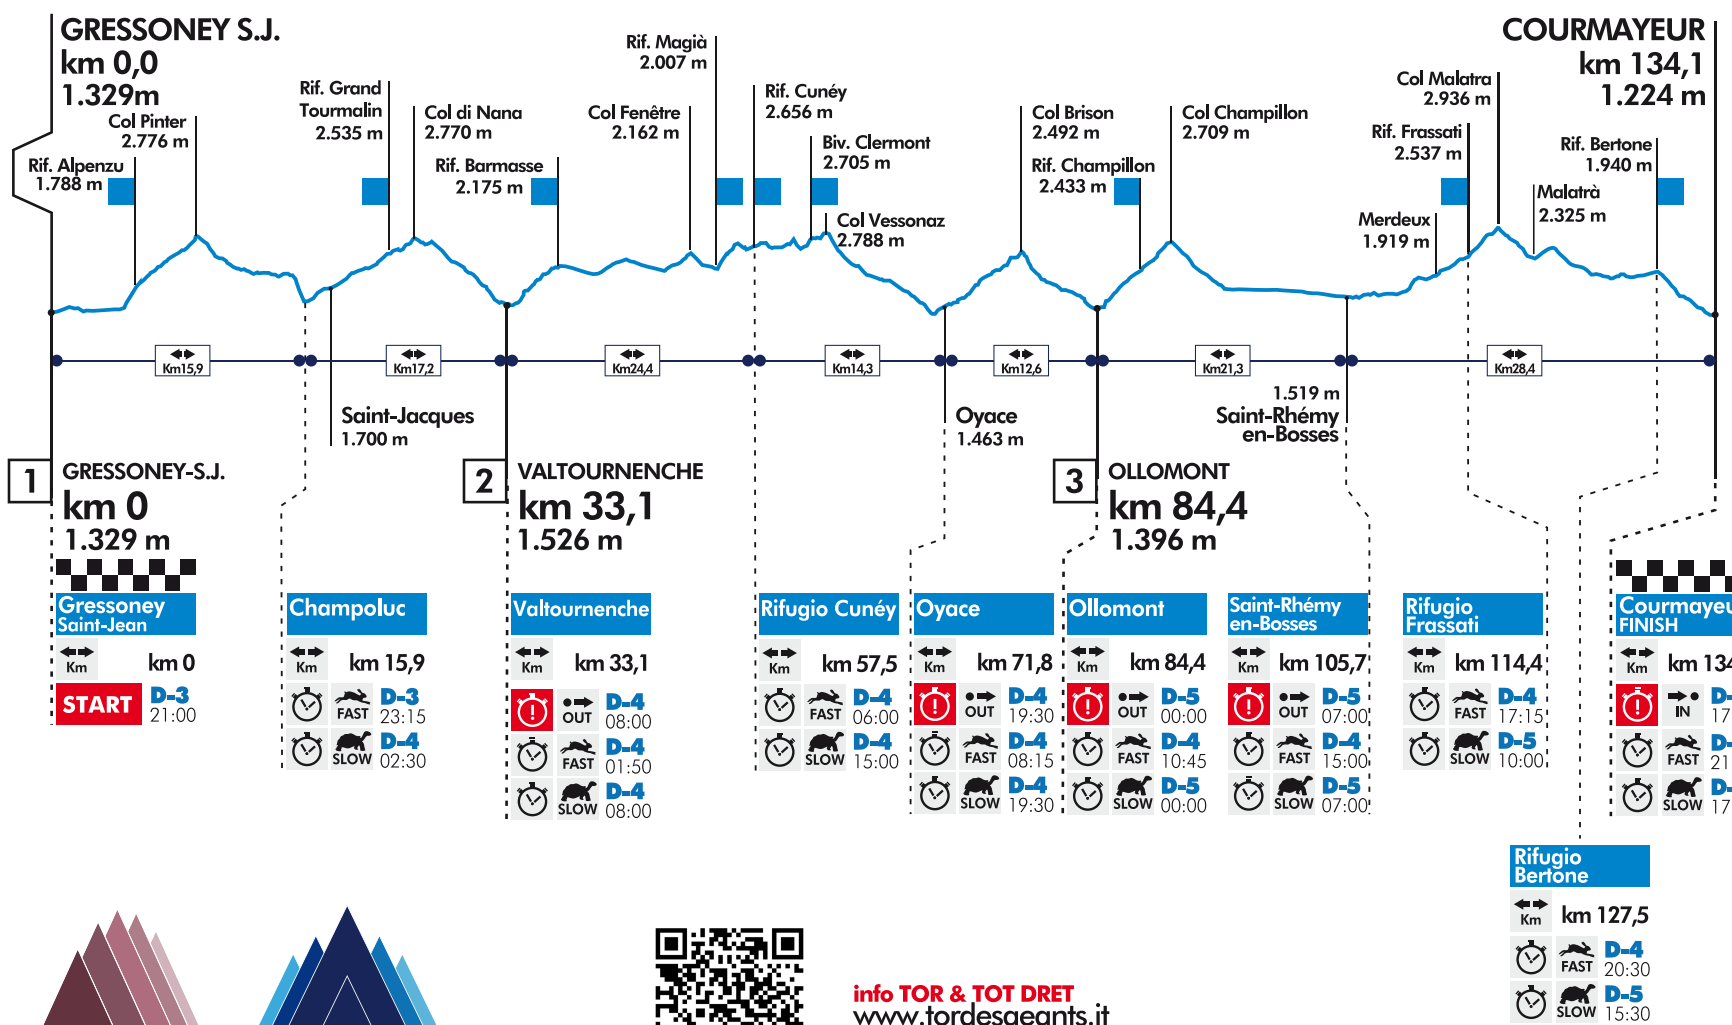 GRESSONEY S.J.
km 0,0
1.329m
COURMAYEUR
km 134,1
1.224 m
Rif. Alpenzu
1.788 m
Col Pinter
2.776 m
Rif. Grand
Tourmalin
2.535 m
Col di Nana
2.770 m
Rif. Barmasse
2.175 m
Col Fenêtre
2.162 m
Rif. Magià
2.007 m
Rif. Cunéy
2.656 m
Biv. Clermont
2.705 m
Col Vessonaz
2.788 m
Col Brison
2.492 m
Rif. Champillon
2.433 m
Col Champillon
2.709 m
Merdeux
1.919 m
Rif. Frassati
2.537 m
Col Malatra
2.936 m
Malatrà
2.325 m
Rif. Bertone
1.940 m
Km15,9
Km17,2
Km24,4
Km14,3
Km12,6
Km21,3
Km28,4
Saint-Jacques
1.700 m
Oyace
1.463 m
1.519 m
Saint-Rhémy
en-Bosses
1
GRESSONEY-S.J.
km 0
1.329 m
2
VALTOURNENCHE
km 33,1
1.526 m
3
OLLOMONT
km 84,4
1.396 m
Gressoney
Saint-Jean
Km
km 0
START
D-3
21:00
Champoluc
Km
km 15,9
FAST
D-3
23:15
SLOW
D-4
02:30
Valtournenche
Km
km 33,1
OUT
D-4
08:00
FAST
D-4
01:50
SLOW
D-4
08:00
Rifugio Cunéy
Km
km 57,5
FAST
D-4
06:00
SLOW
D-4
15:00
Oyace
Km
km 71,8
OUT
D-4
19:30
FAST
D-4
08:15
SLOW
D-4
19:30
Ollomont
Km
km 84,4
OUT
D-5
00:00
FAST
D-4
10:45
SLOW
D-5
00:00
Saint-Rhémy
en-Bosses
Km
km 105,7
OUT
D-5
07:00
FAST
D-4
15:00
SLOW
D-5
07:00
Rifugio
Frassati
Km
km 114,4
FAST
D-4
17:15
SLOW
D-5
10:00
Courmayeu
FINISH
Km
km 134
IN
D-
17
FAST
D-
21
SLOW
D-
17
Rifugio
Bertone
Km
km 127,5
FAST
D-4
20:30
SLOW
D-5
15:30
info TOR & TOT DRET
www.tordesgeants.it